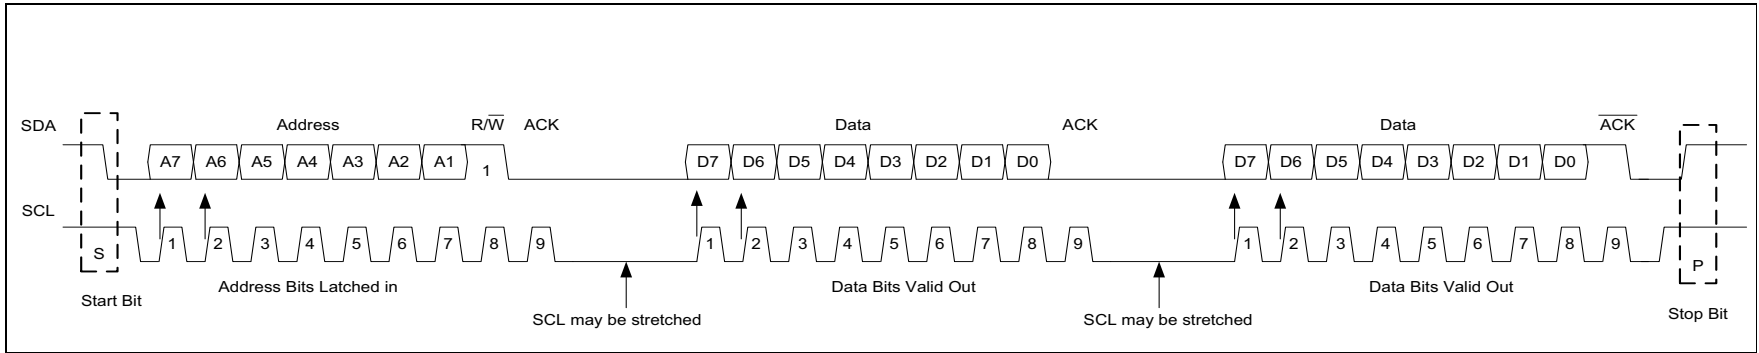 SDA Address R/W̅ ACK Data ACK Data A̅C̅K̅
A7 A6 A5 A4 A3 A2 A1 1 D7 D6 D5 D4 D3 D2 D1 D0 D7 D6 D5 D4 D3 D2 D1 D0
SCL
S 1 2 3 4 5 6 7 8 9 1 2 3 4 5 6 7 8 9 1 2 3 4 5 6 7 8 9 P
Start Bit Address Bits Latched in Data Bits Valid Out Data Bits Valid Out Stop Bit
SCL may be stretched SCL may be stretched